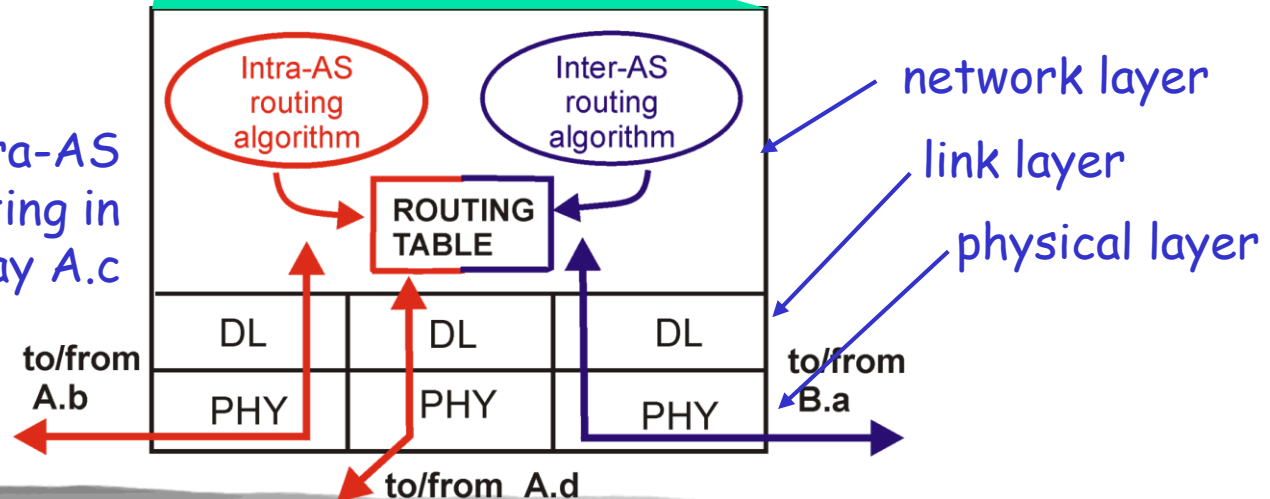 Intra-AS
routing
algorithm
Inter-AS
routing
algorithm
network layer
link layer
physical layer
ra-AS
ing in
ay A.c
ROUTING
TABLE
DL
DL
DL
PHY
PHY
PHY
to/from
A.b
to/from
B.a
to/from A.d